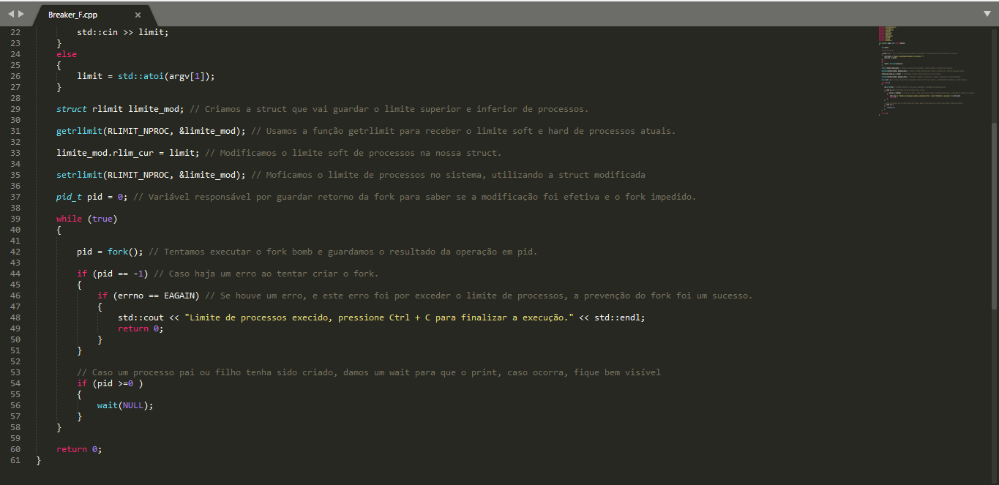 Breaker_F.cpp ×
22 std::cin >> limit;
23 }
24 else
25 {
26 limit = std::atoi(argv[1]);
27 }
28
29 struct rlimit limite_mod; // Criamos a struct que vai guardar o limite superior e inferior de processos.
30
31 getrlimit(RLIMIT_NPROC, &limite_mod); // Usamos a função getrlimit para receber o limite soft e hard de processos atuais.
32
33 limite_mod.rlim_cur = limit; // Modificamos o limite soft de processos na nossa struct.
34
35 setrlimit(RLIMIT_NPROC, &limite_mod); // Moficamos o limite de processos no sistema, utilizando a struct modificada
36
37 pid_t pid = 0; // Variável responsável por guardar retorno da fork para saber se a modificação foi efetiva e o fork impedido.
38
39 while (true)
40 {
41
42 pid = fork(); // Tentamos executar o fork bomb e guardamos o resultado da operação em pid.
43
44 if (pid == -1) // Caso haja um erro ao tentar criar o fork.
45 {
46 if (errno == EAGAIN) // Se houve um erro, e este erro foi por exceder o limite de processos, a prevenção do fork foi um sucesso.
47 {
48 std::cout << "Limite de processos execido, pressione Ctrl + C para finalizar a execução." << std::endl;
49 return 0;
50 }
51 }
52
53 // Caso um processo pai ou filho tenha sido criado, damos um wait para que o print, caso ocorra, fique bem visível
54 if (pid >=0 )
55 {
56 wait(NULL);
57 }
58 }
59
60 return 0;
61 }